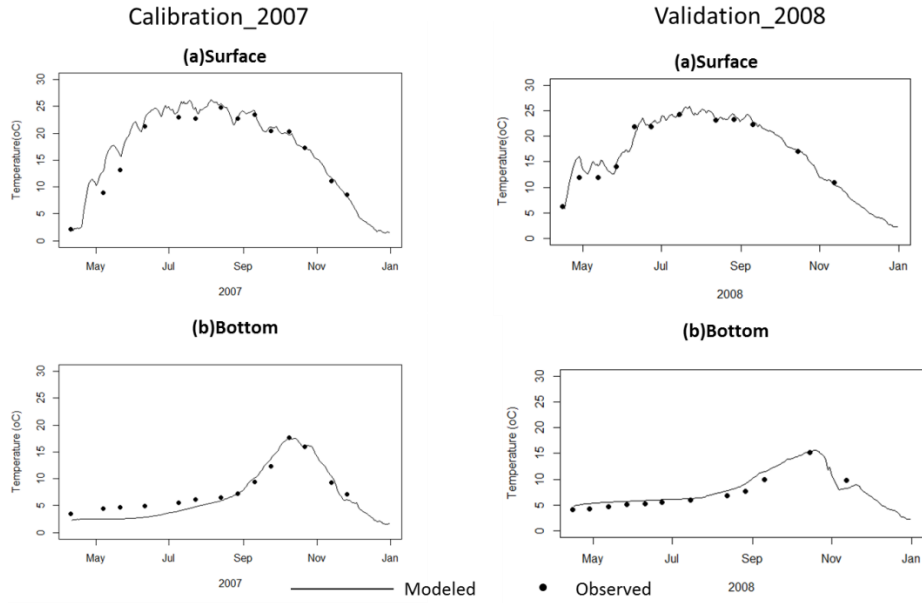 Calibration_2007
Validation_2008
(a)Surface
Temperature(oC)
30
25
20
15
10
5
0
May
Jul
Sep
Nov
Jan
2007
(a)Surface
Temperature(oC)
30
25
20
15
10
5
0
May
Jul
Sep
Nov
Jan
2008
(b)Bottom
Temperature (oC)
30
25
20
15
10
5
0
May
Jul
Sep
Nov
Jan
2007
(b)Bottom
Temperature (oC)
30
25
20
15
10
5
0
May
Jul
Sep
Nov
Jan
2008
Modeled
Observed